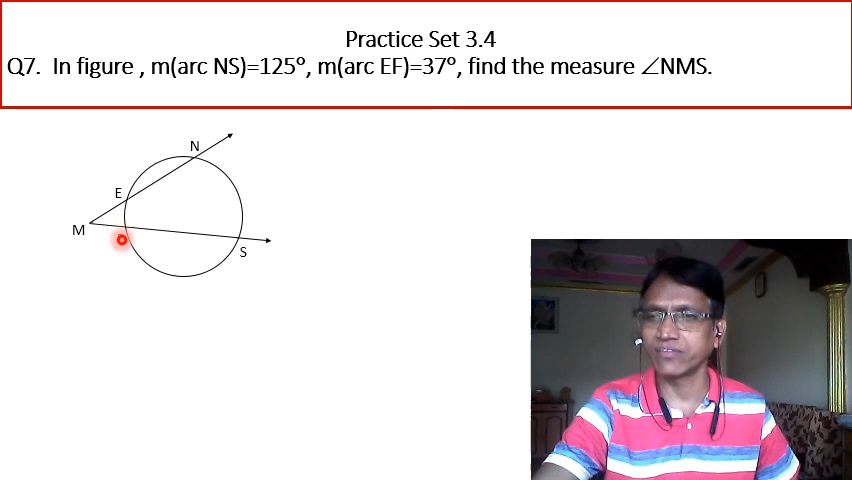 Practice Set 3.4
Q7. In figure , m(arc NS)=125°, m(arc EF)=37°, find the measure ∠NMS.
N
E
M
S